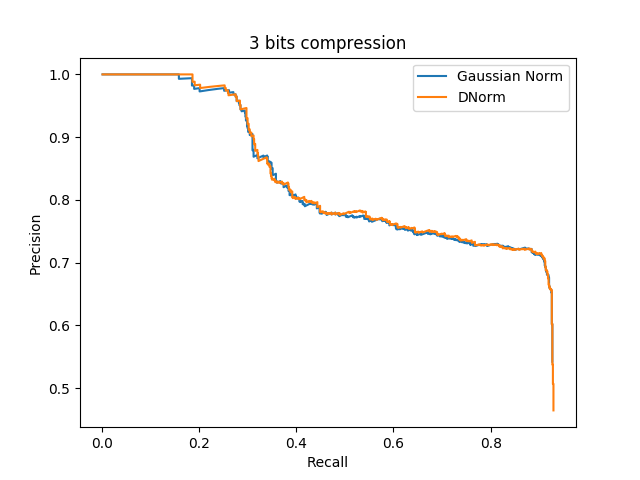 3 bits compression
Gaussian Norm
DNorm
1.0
0.9
0.8
0.7
0.6
0.5
Precision
0.0 0.2 0.4 0.6 0.8
Recall